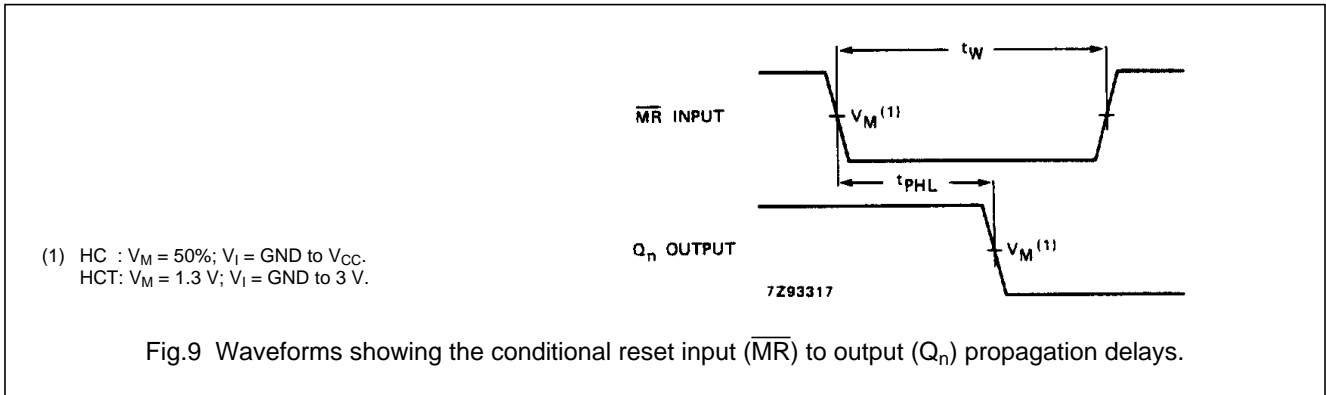 t_W
M̅R̅ INPUT
V_M (1)
t_PHL
Q_n OUTPUT
V_M (1)
(1) HC : V_M = 50%; V_I = GND to V_CC.
HCT: V_M = 1.3 V; V_I = GND to 3 V.
7Z93317
Fig.9 Waveforms showing the conditional reset input (M̅R̅) to output (Q_n) propagation delays.